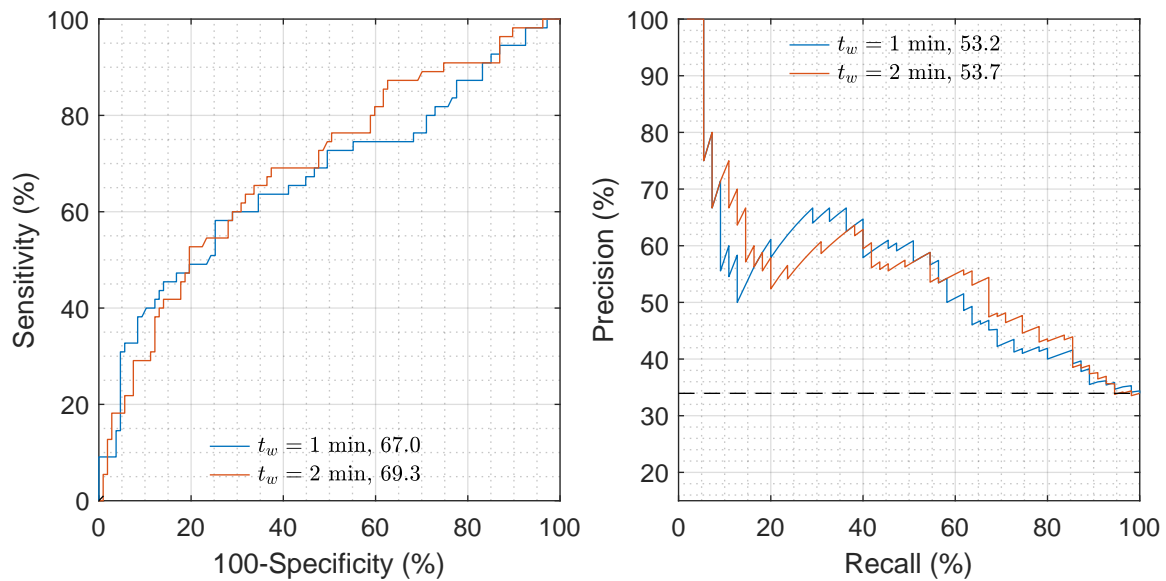 100
80
60
40
20
0
Sensitivity (%)
t_w = 1 min, 67.0
t_w = 2 min, 69.3
0 20 40 60 80 100
100-Specificity (%)
100
90
80
70
60
50
40
30
20
Precision (%)
t_w = 1 min, 53.2
t_w = 2 min, 53.7
0 20 40 60 80 100
Recall (%)